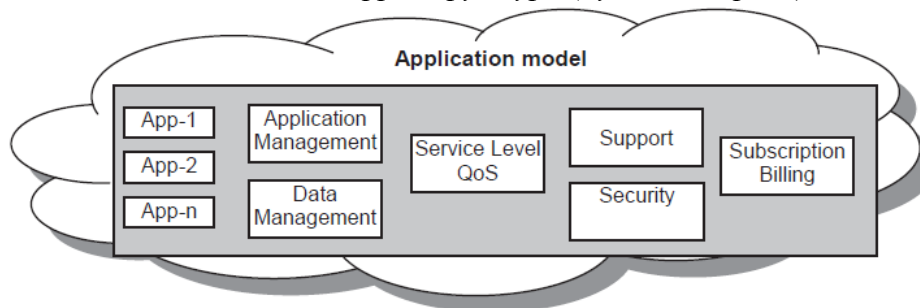 Application model
App-1
App-2
App-n
Application
Management
Data
Management
Service Level
QoS
Support
Security
Subscription
Billing